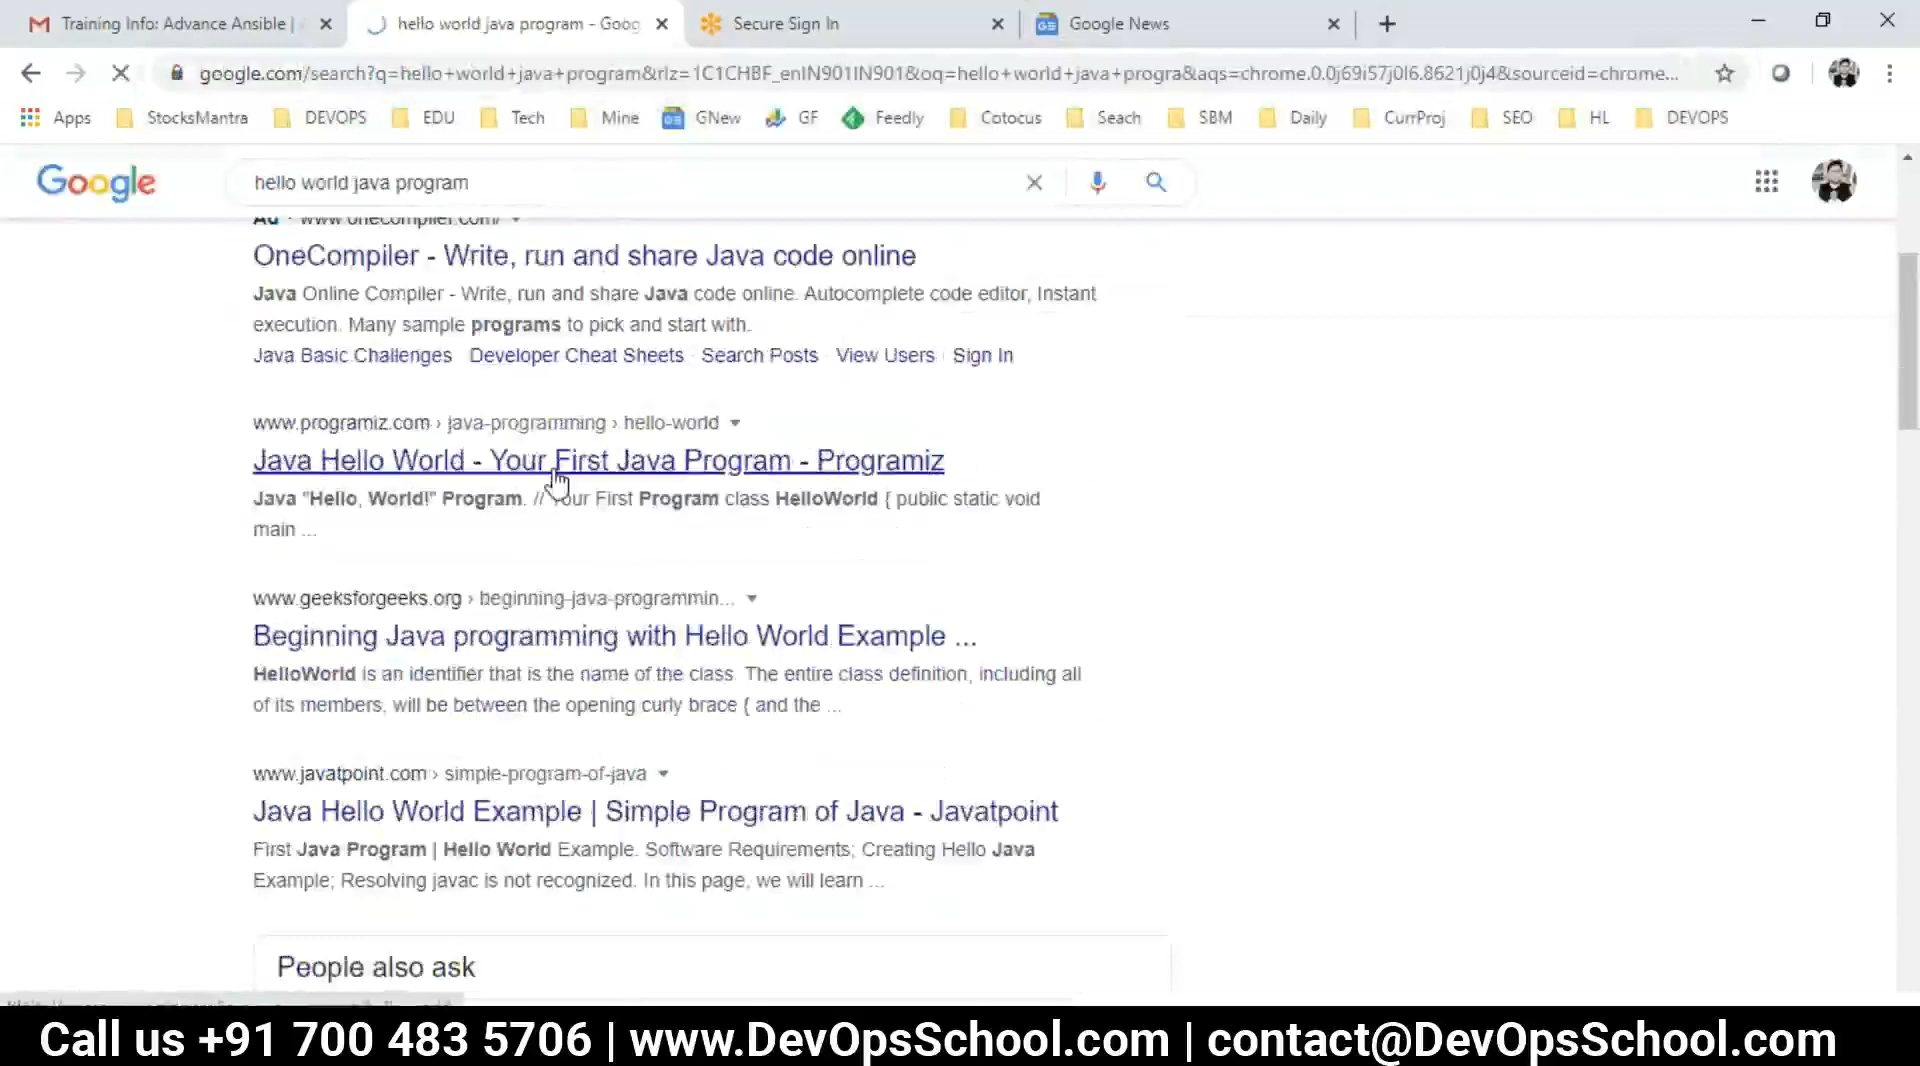 Training Info: Advance Ansible |
hello world java program - Goog
Secure Sign In
Google News
google.com/search?q=hello+world+java+program&rlz=1C1CHBF_enIN901IN901&oq=hello+world+java+progra&aqs=chrome.0.0j69i57j0l6.8621j0j4&sourceid=chrome...
Apps StocksMantra DEVOPS EDU Tech Mine GNew GF Feedly Cotocus Seach SBM Daily CurrProj SEO HL DEVOPS
Google
hello world java program
Ad · www.onecompiler.com/
OneCompiler - Write, run and share Java code online
Java Online Compiler - Write, run and share Java code online. Autocomplete code editor, Instant
execution. Many sample programs to pick and start with.
Java Basic Challenges · Developer Cheat Sheets · Search Posts · View Users · Sign In
www.programiz.com › java-programming › hello-world
Java Hello World - Your First Java Program - Programiz
Java "Hello, World!" Program. // Your First Program class HelloWorld { public static void
main ...
www.geeksforgeeks.org › beginning-java-programmin...
Beginning Java programming with Hello World Example ...
HelloWorld is an identifier that is the name of the class. The entire class definition, including all
of its members, will be between the opening curly brace { and the ...
www.javatpoint.com › simple-program-of-java
Java Hello World Example | Simple Program of Java - Javatpoint
First Java Program | Hello World Example. Software Requirements; Creating Hello Java
Example; Resolving javac is not recognized. In this page, we will learn ...
People also ask
Call us +91 700 483 5706 | www.DevOpsSchool.com | contact@DevOpsSchool.com